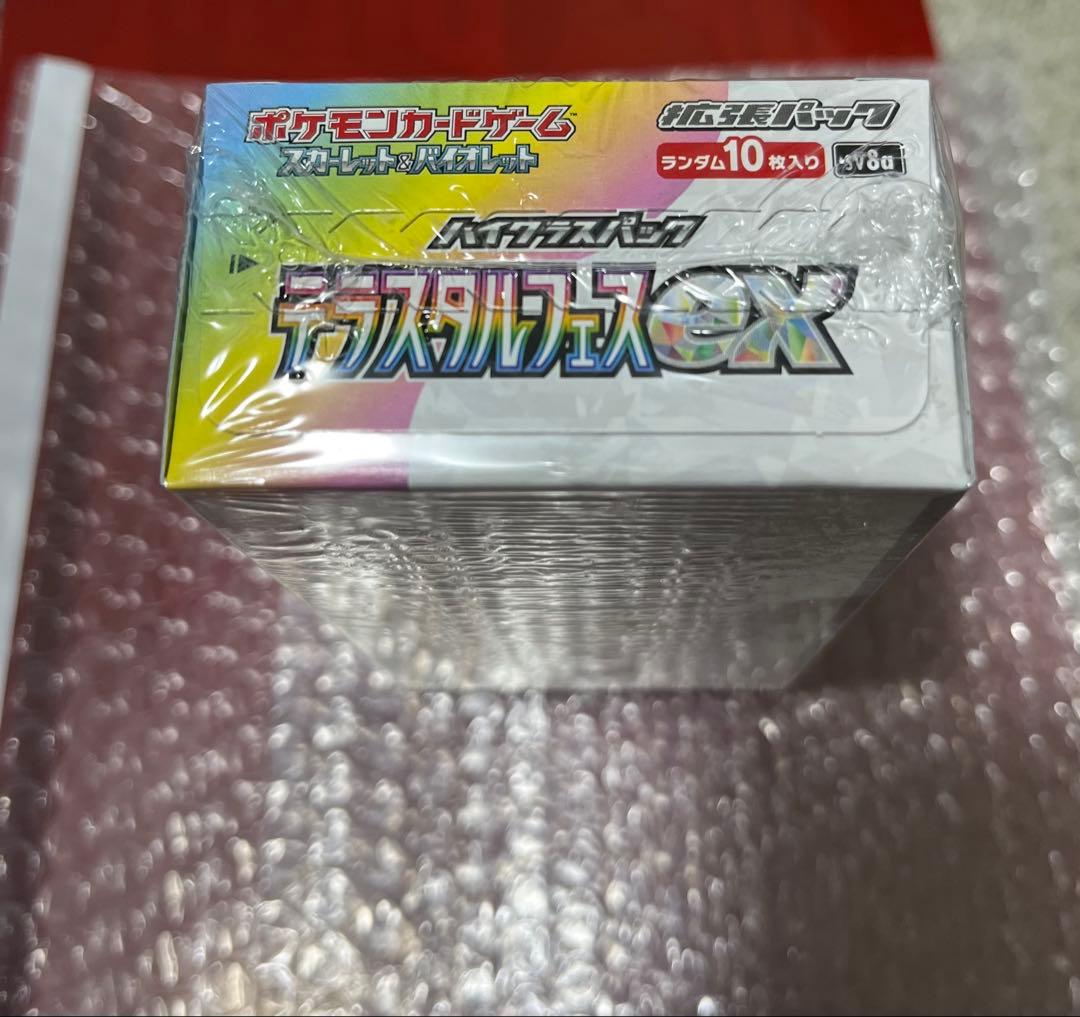 ポケモンカードゲーム™
スカーレット&バイオレット
拡張パック
ランダム10枚入り sv8a
ハイクラスパック
テラスタルフェスex